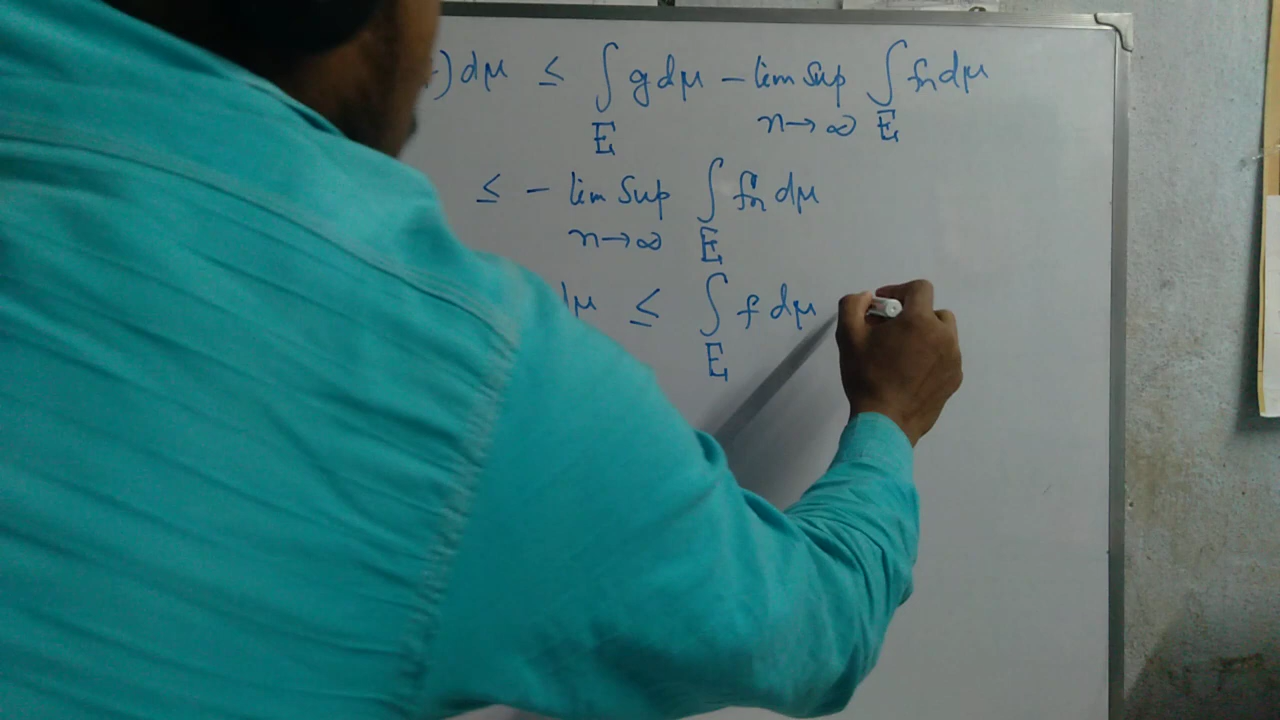 ) dμ ≤ ∫ g dμ − lim sup ∫ fn dμ
E n→∞ E
≤ − lim sup ∫ fn dμ
n→∞ E
dμ ≤ ∫ f dμ
E